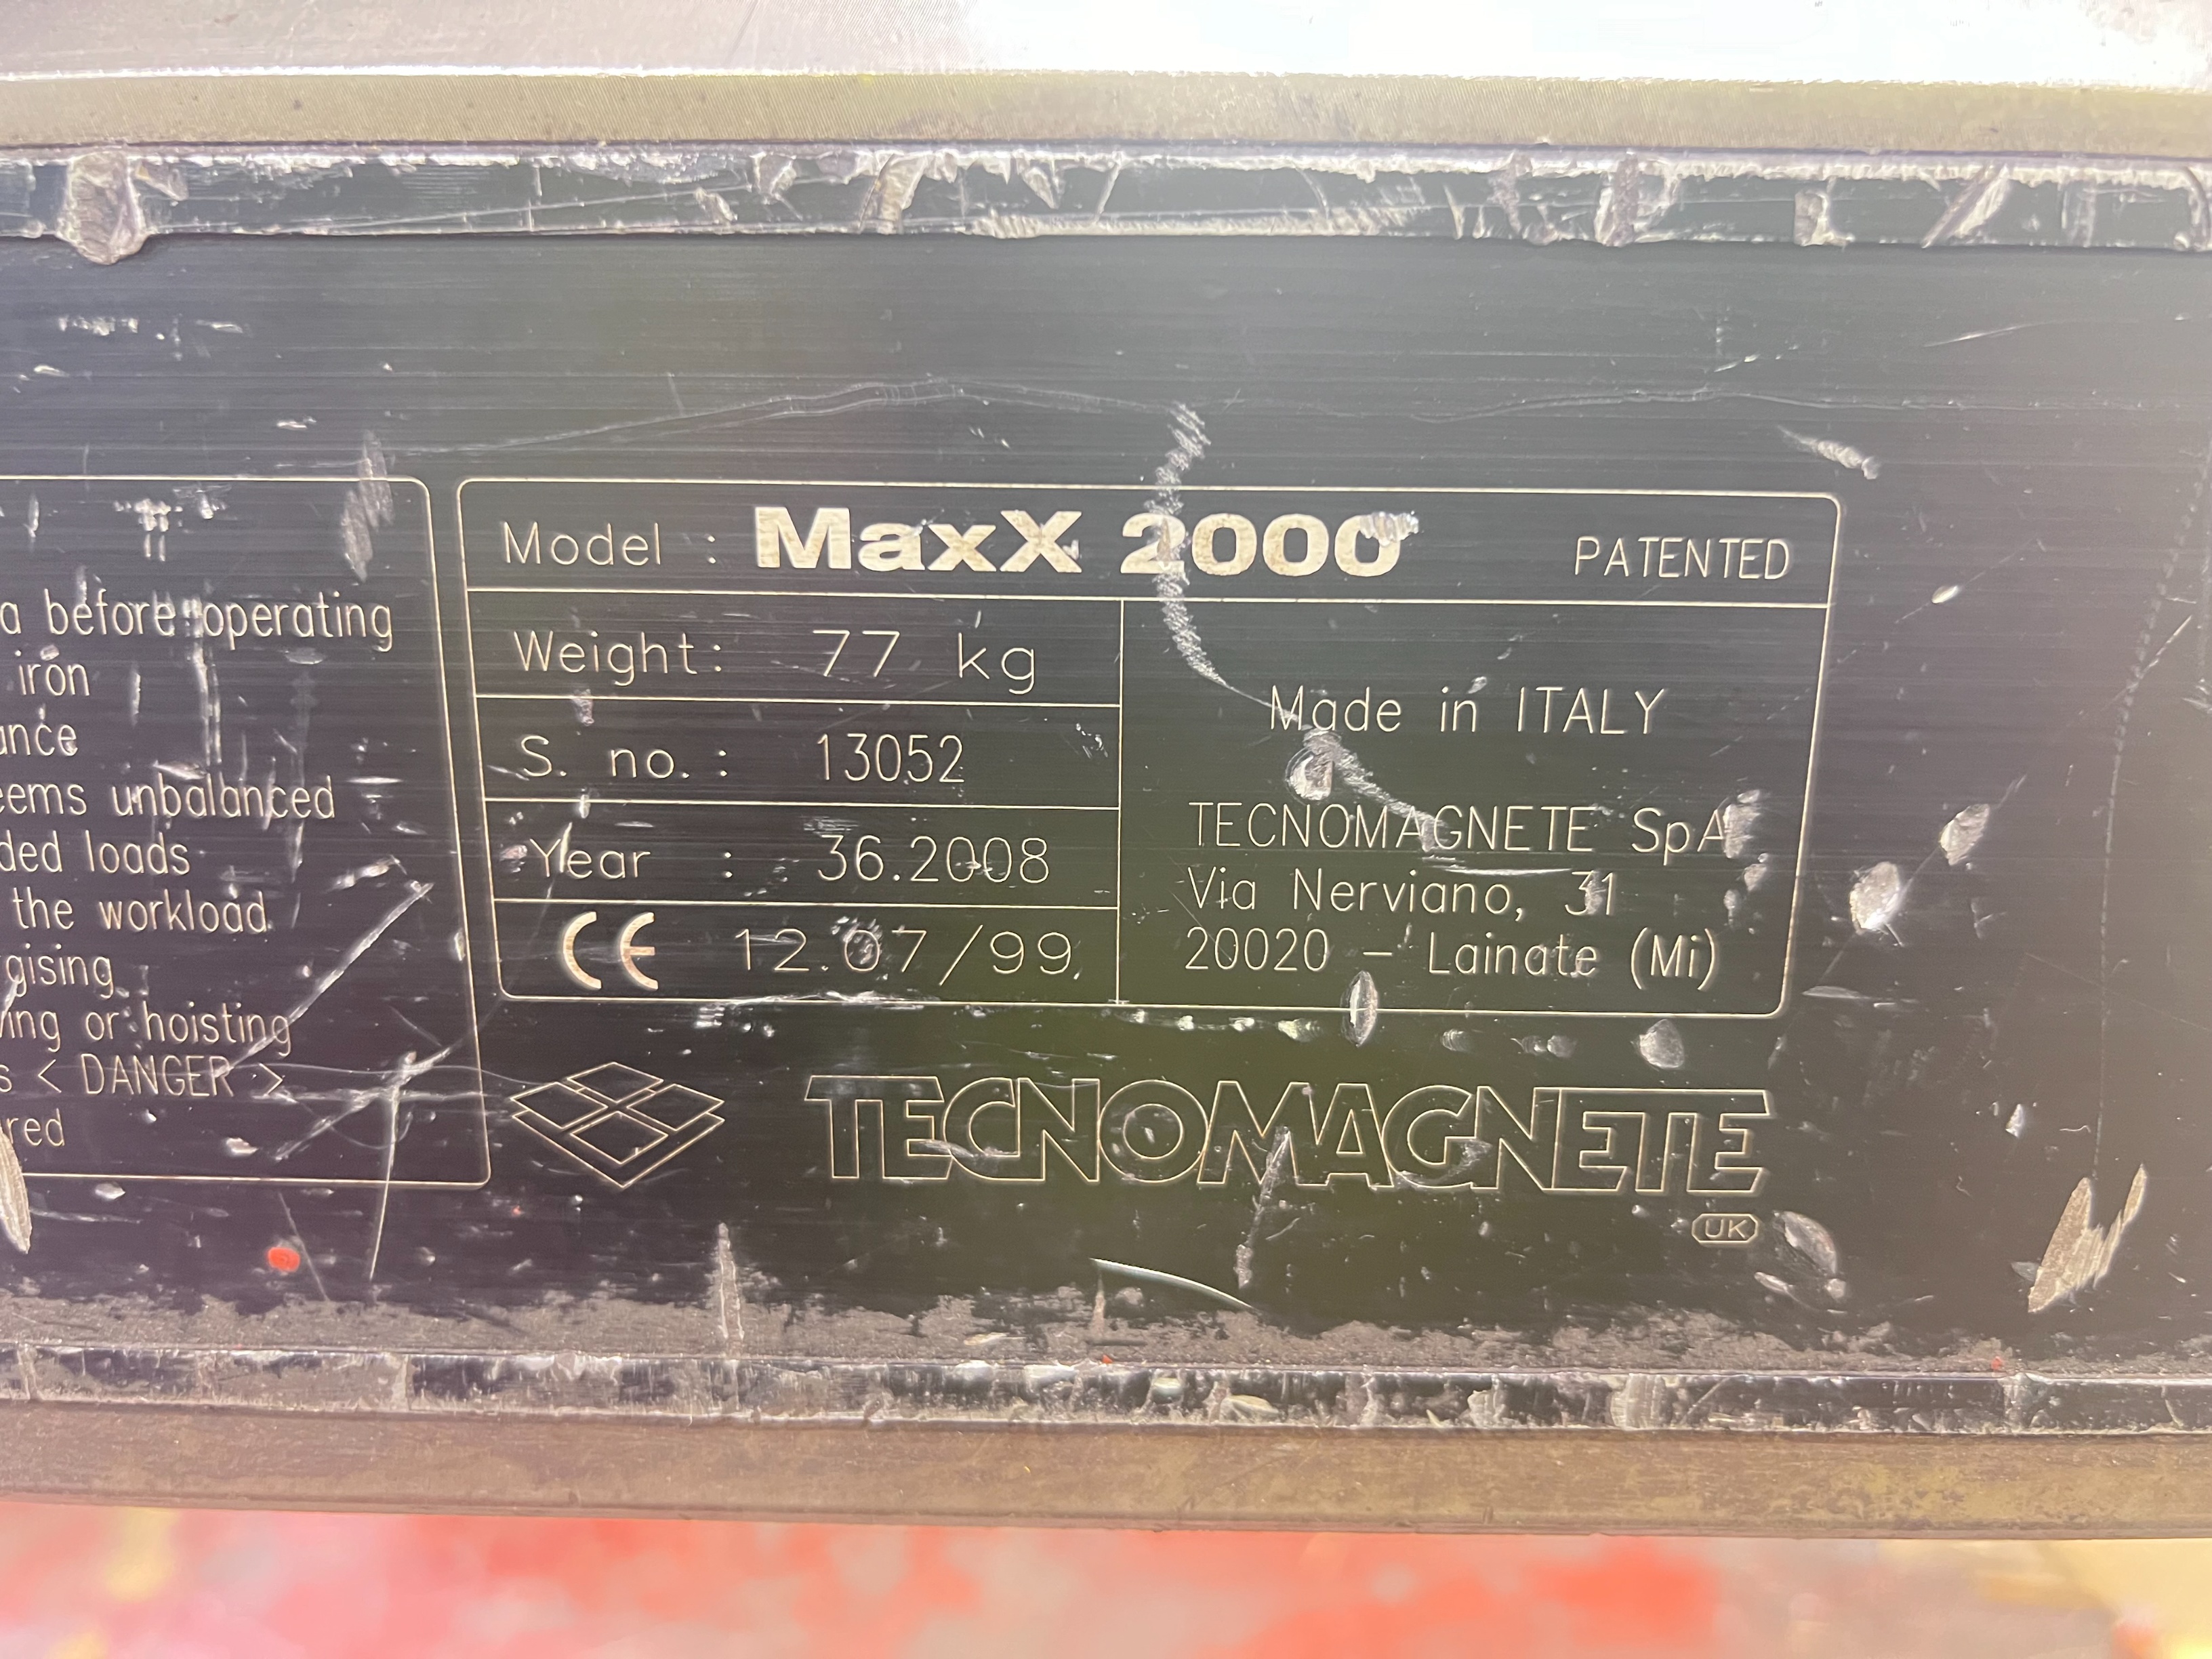 a before operating
iron
ance
eems unbalanced
ded loads
the workload
gising
ving or hoisting
s < DANGER >
red
Model : MaxX 2000 PATENTED
Weight: 77 kg
S. no. : 13052
Year : 36.2008
CE 12.07/99
Made in ITALY
TECNOMAGNETE SpA
Via Nerviano, 31
20020 - Lainate (Mi)
TECNOMAGNETE
UK